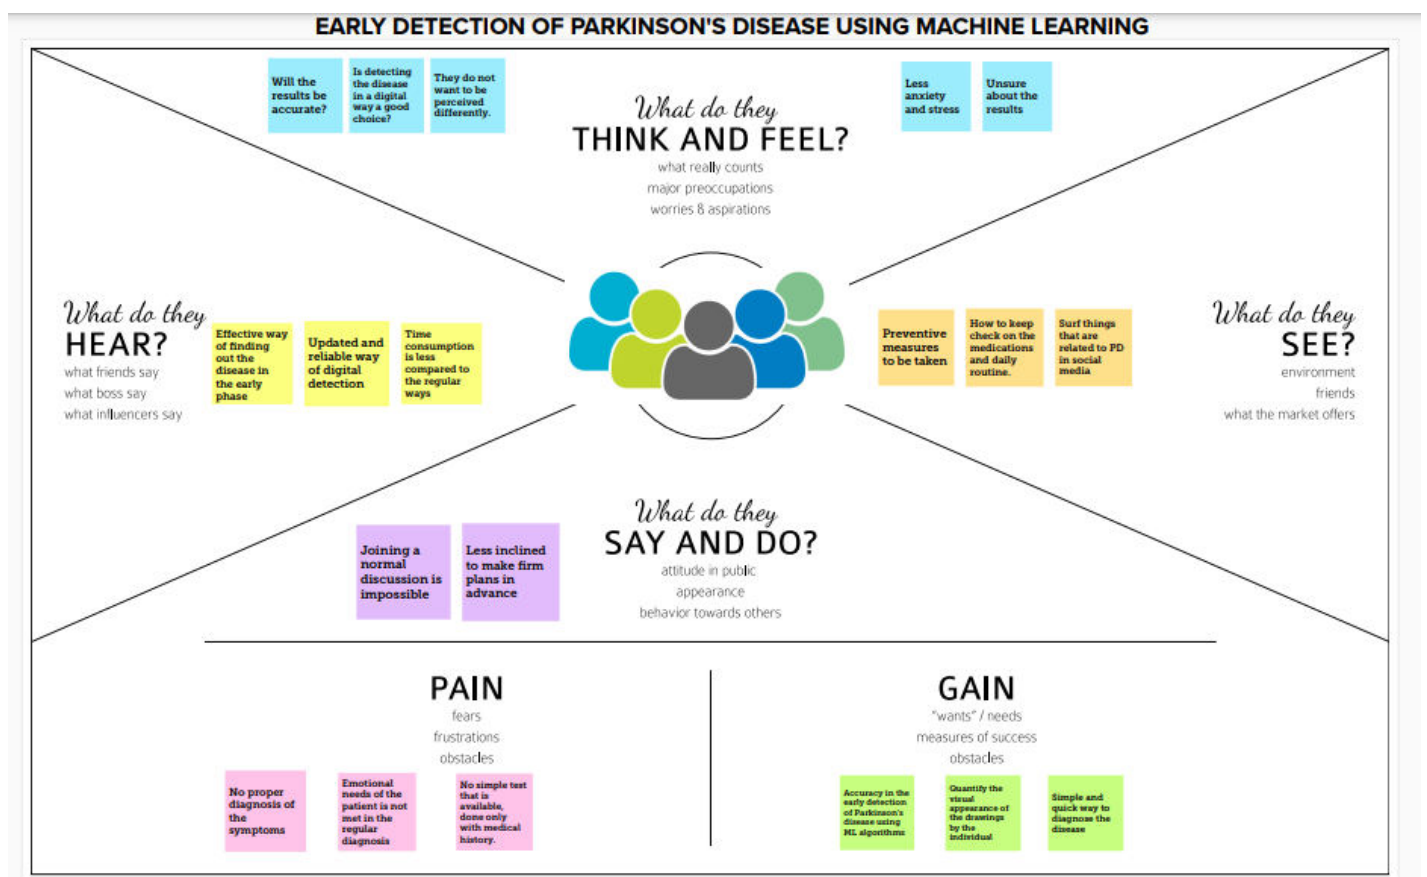 EARLY DETECTION OF PARKINSON'S DISEASE USING MACHINE LEARNING
Will the
results be
accurate?
Is detecting
the disease
in a digital
way a good
choice?
They do not
want to be
perceived
differently.
What do they
THINK AND FEEL?
what really counts
major preoccupations
worries & aspirations
Less
anxiety
and stress
Unsure
about the
results
What do they
HEAR?
what friends say
what boss say
what influencers say
Effective way
of finding
out the
disease in
the early
phase
Updated and
reliable way
of digital
detection
Time
consumption
is less
compared to
the regular
ways
Preventive
measures
to be taken
How to keep
check on the
medications
and daily
routine.
Surf things
that are
related to PD
in social
media
What do they
SEE?
environment
friends
what the market offers
What do they
SAY AND DO?
attitude in public
appearance
behavior towards others
Joining a
normal
discussion is
impossible
Less inclined
to make firm
plans in
advance
PAIN
fears
frustrations
obstacles
No proper
diagnosis of
the
symptoms
Emotional
needs of the
patient is not
met in the
regular
diagnosis
No simple test
that is
available,
done only
with medical
history.
GAIN
"wants" / needs
measures of success
obstacles
Accuracy in the
early detection
of Parkinson's
disease using
ML algorithms
Quantify the
visual
appearance of
the drawings
by the
individual
Simple and
quick way to
diagnose the
disease